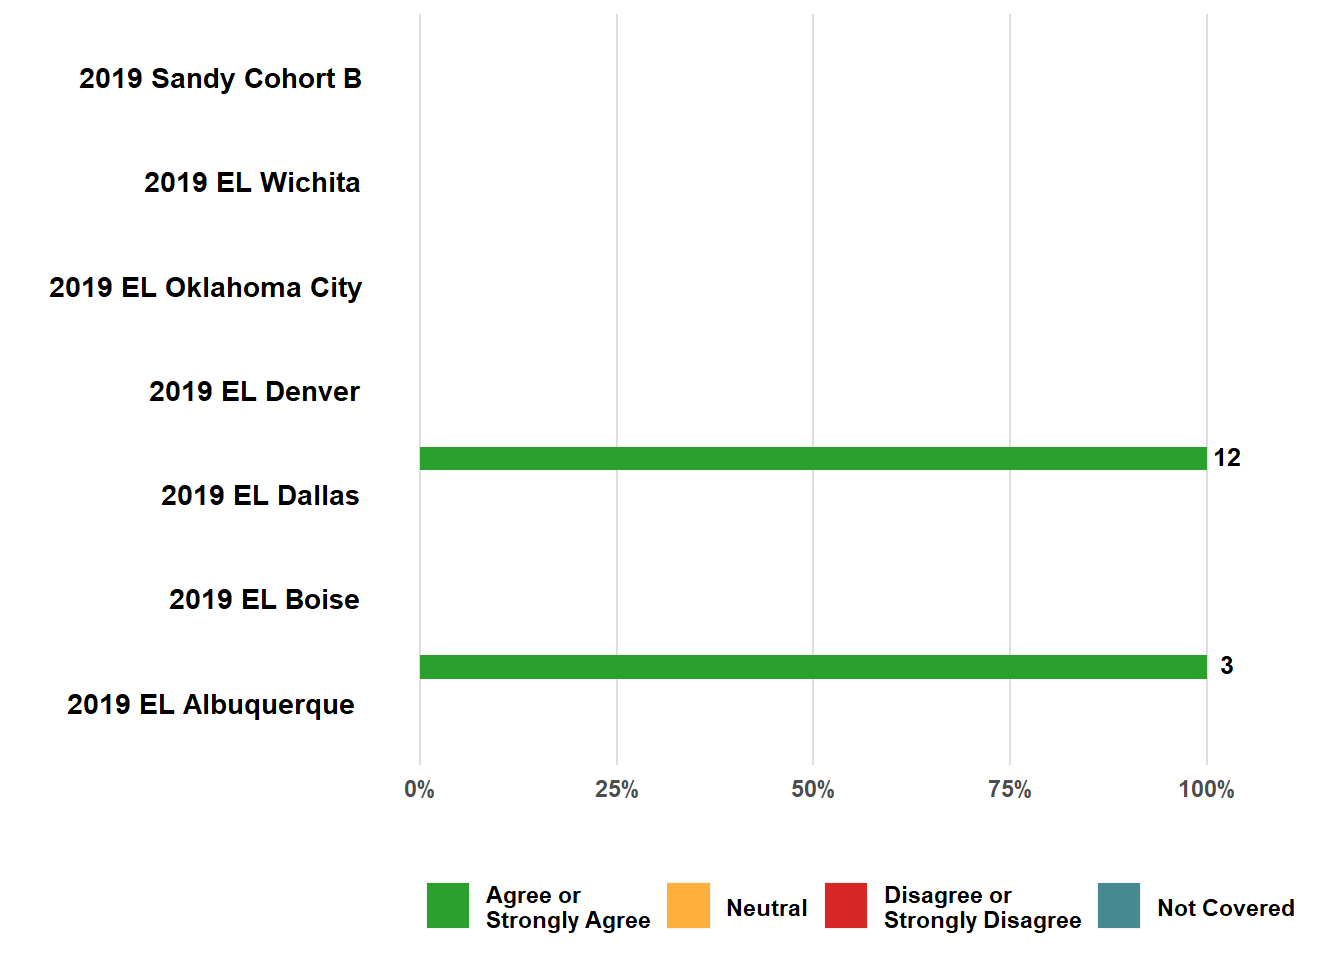 2019 Sandy Cohort B
2019 EL Wichita
2019 EL Oklahoma City
2019 EL Denver
12
2019 EL Dallas
2019 EL Boise
3
2019 EL Albuquerque
0% 25% 50% 75% 100%
Agree or
Strongly Agree
Neutral
Disagree or
Strongly Disagree
Not Covered